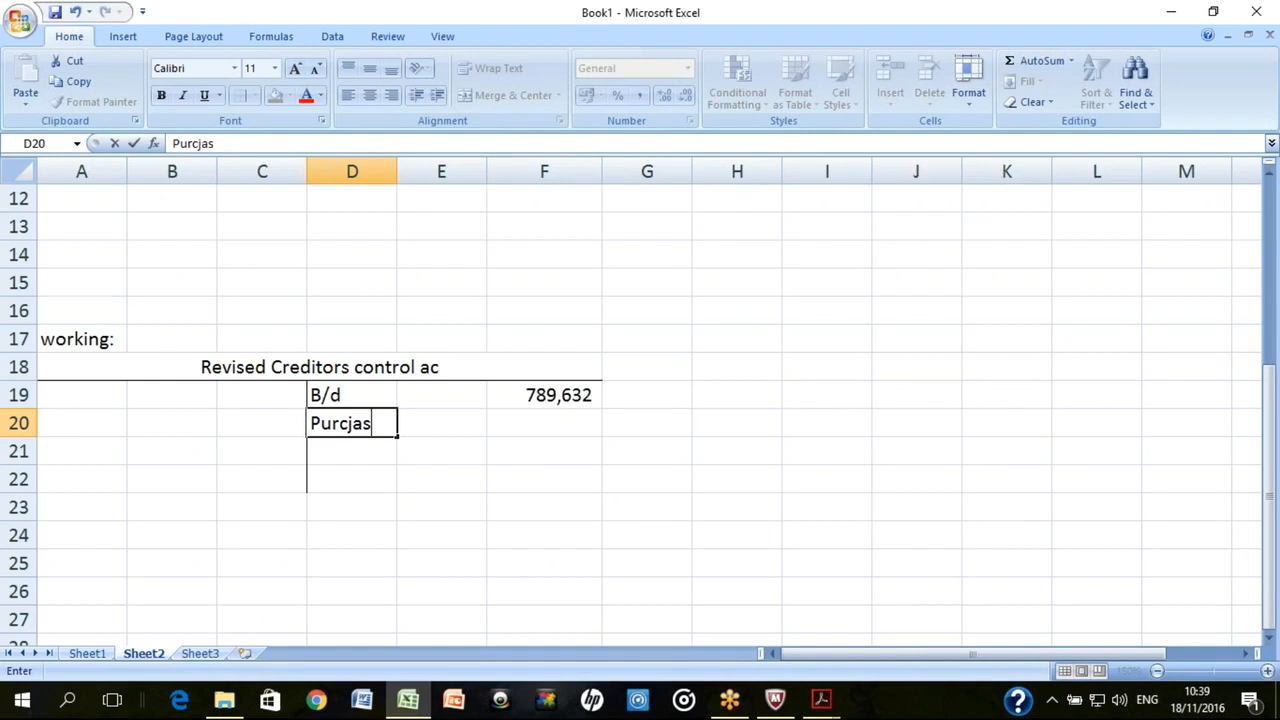 Book1 - Microsoft Excel
Home Insert Page Layout Formulas Data Review View
Cut
Copy
Format Painter
Paste
Clipboard
Calibri 11
B I U
Font
Wrap Text
Merge & Center
Alignment
General
Number
Conditional Formatting
Format as Table
Cell Styles
Styles
Insert Delete Format
Cells
AutoSum
Fill
Clear
Sort & Filter
Find & Select
Editing
D20 Purcjas
A B C D E F G H I J K L M
12
13
14
15
16
17 working:
18 Revised Creditors control ac
19 B/d 789,632
20 Purcjas
21
22
23
24
25
26
27
28
Sheet1 Sheet2 Sheet3
Enter 150%
ENG 10:39
18/11/2016